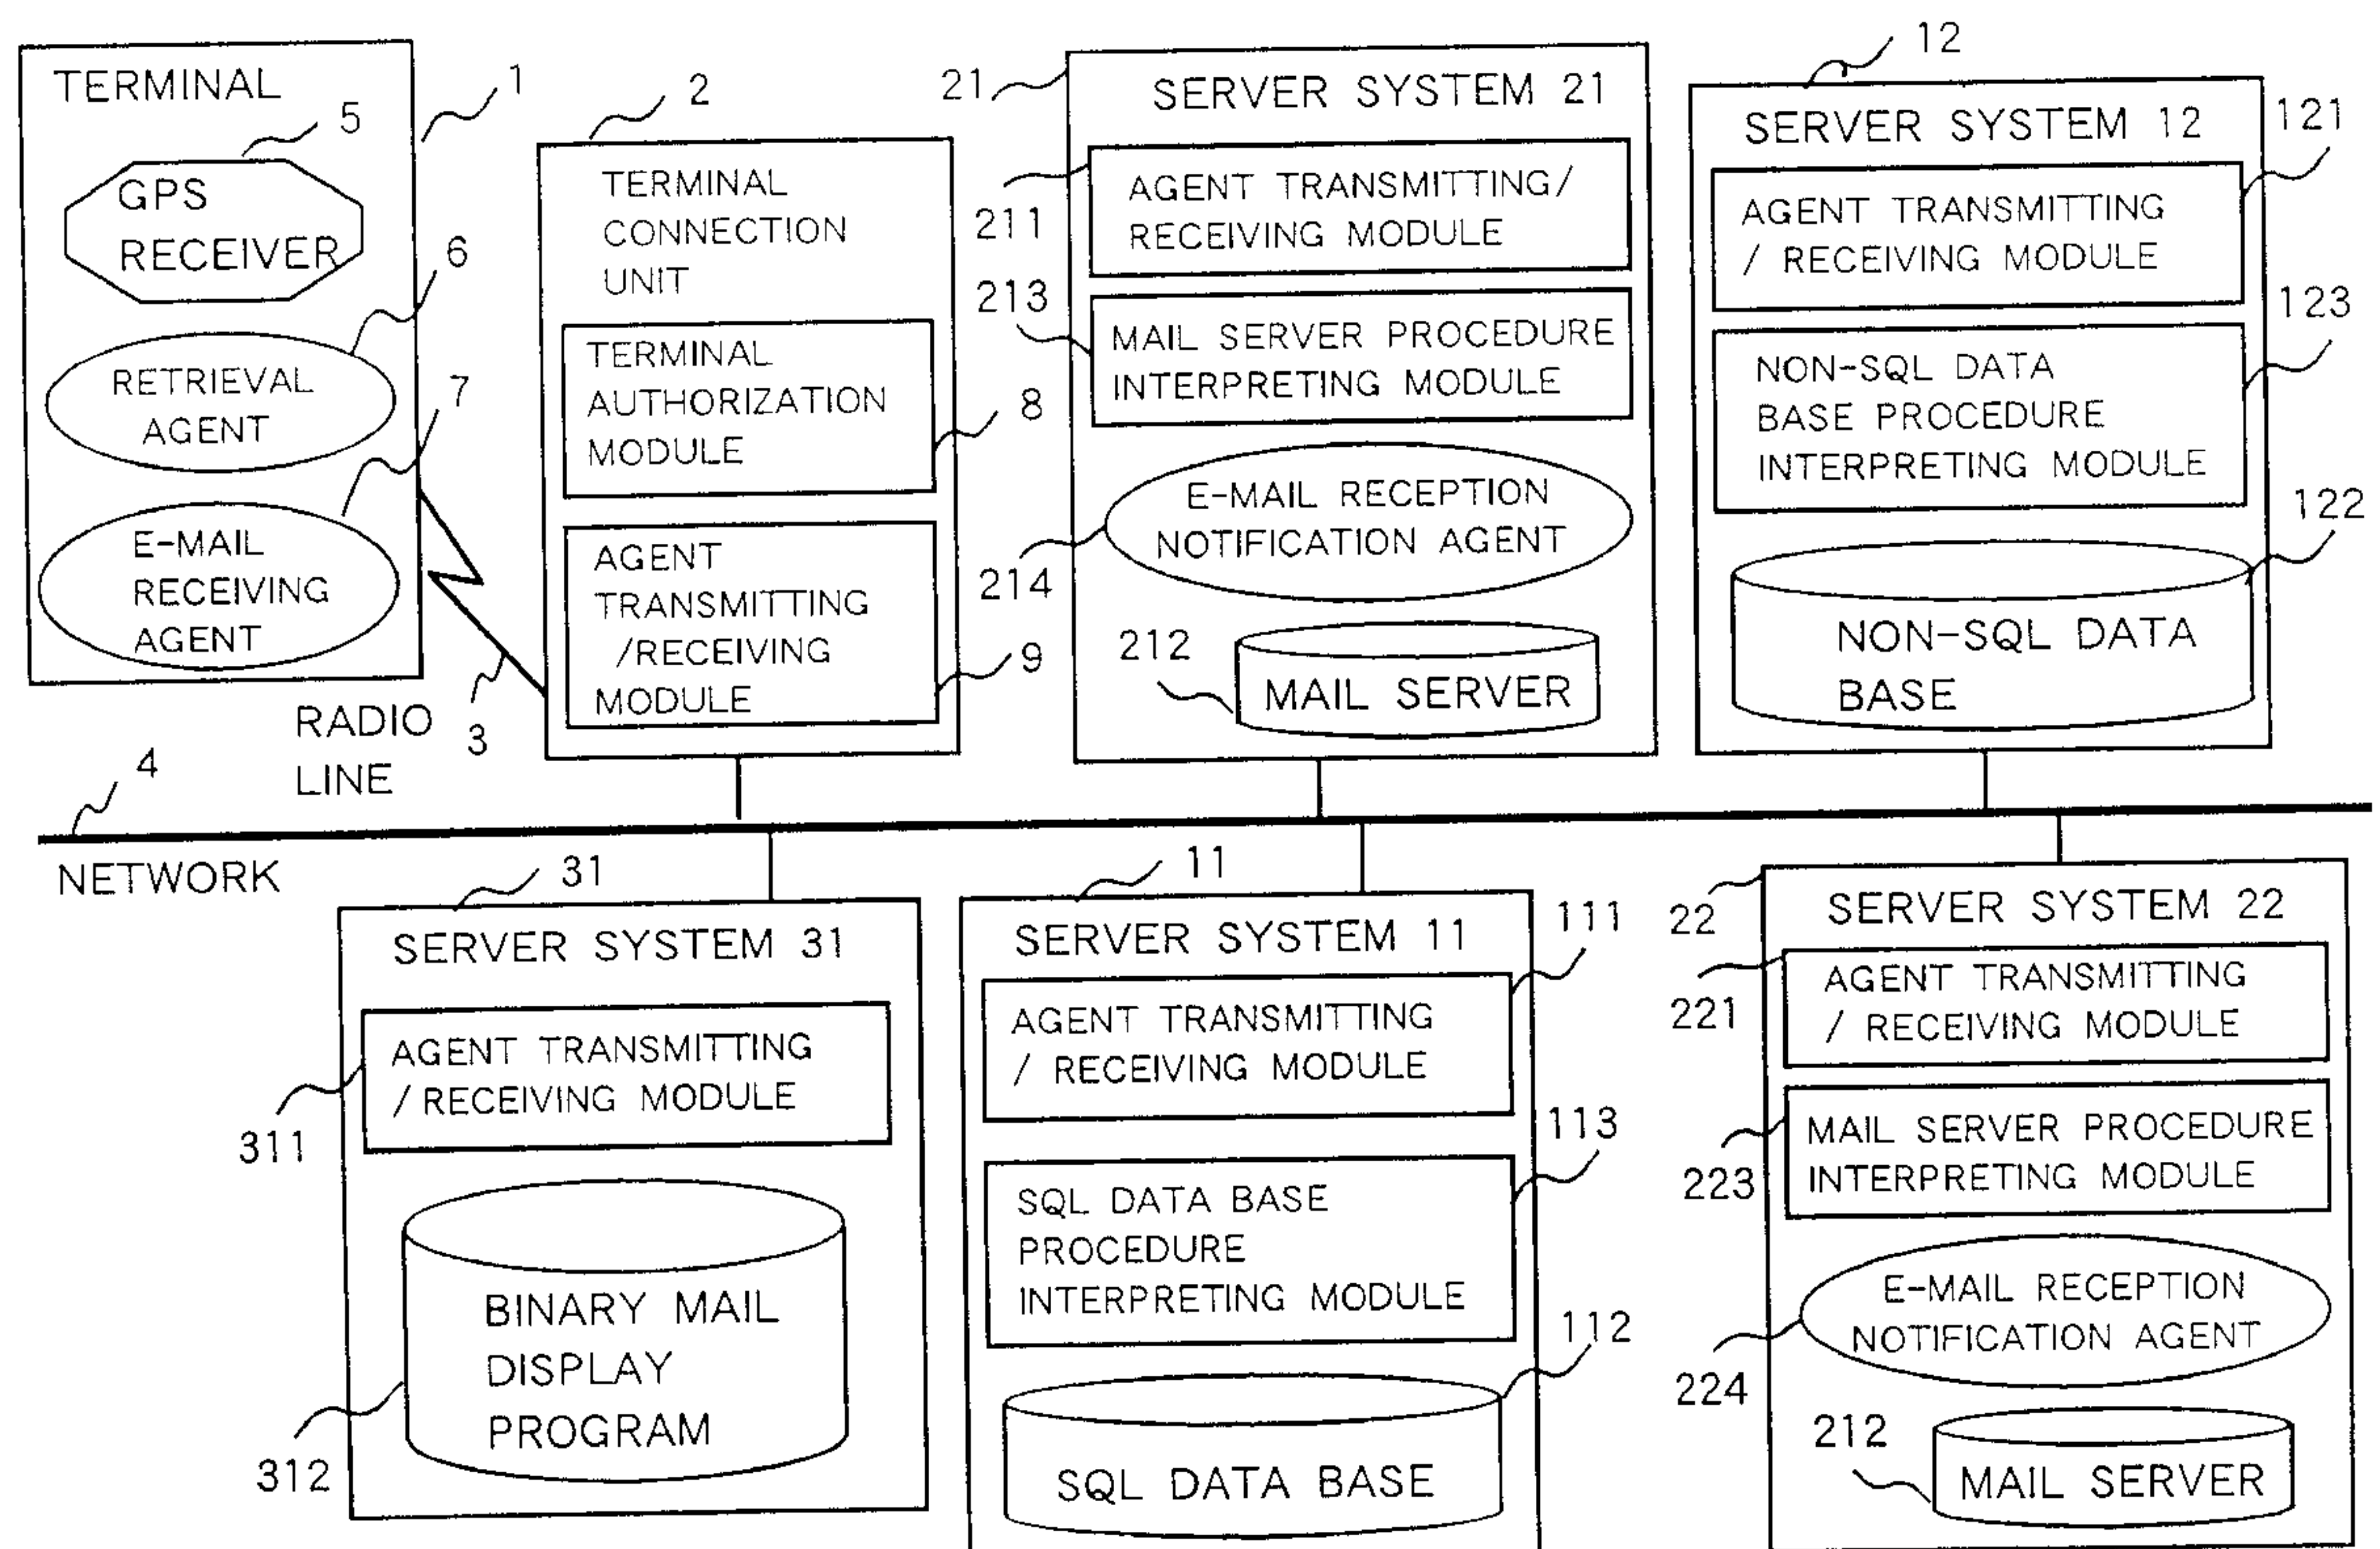 TERMINAL
1
5
GPS
RECEIVER
6
RETRIEVAL
AGENT
7
E-MAIL
RECEIVING
AGENT
RADIO
LINE
3
2
TERMINAL
CONNECTION
UNIT
TERMINAL
AUTHORIZATION
MODULE
8
AGENT
TRANSMITTING
/RECEIVING
MODULE
9
21
SERVER SYSTEM 21
211
AGENT TRANSMITTING/
RECEIVING MODULE
213
MAIL SERVER PROCEDURE
INTERPRETING MODULE
E-MAIL RECEPTION
NOTIFICATION AGENT
214
212
MAIL SERVER
12
SERVER SYSTEM 12
121
AGENT TRANSMITTING
/ RECEIVING MODULE
123
NON-SQL DATA
BASE PROCEDURE
INTERPRETING MODULE
122
NON-SQL DATA
BASE
4
NETWORK
31
SERVER SYSTEM 31
AGENT TRANSMITTING
/ RECEIVING MODULE
311
BINARY MAIL
DISPLAY
PROGRAM
312
11
SERVER SYSTEM 11
111
AGENT TRANSMITTING
/ RECEIVING MODULE
113
SQL DATA BASE
PROCEDURE
INTERPRETING MODULE
112
SQL DATA BASE
22
SERVER SYSTEM 22
221
AGENT TRANSMITTING
/ RECEIVING MODULE
223
MAIL SERVER PROCEDURE
INTERPRETING MODULE
E-MAIL RECEPTION
NOTIFICATION AGENT
224
212
MAIL SERVER